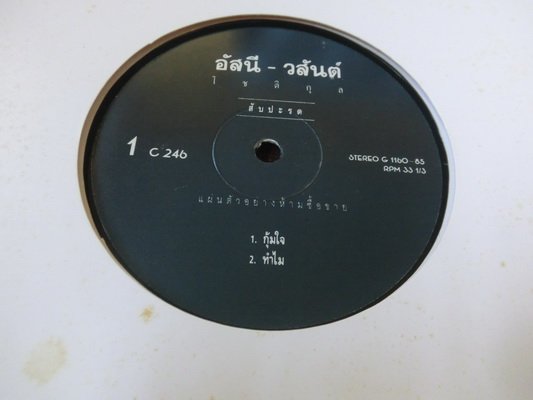 อัสนี - วสันต์
โชติกุล
สับปะรด
1 C 246
STEREO G 1160-85
RPM 33 1/3
แผ่นตัวอย่างห้ามซื้อขาย
1. กุ้มใจ
2. ทำไม